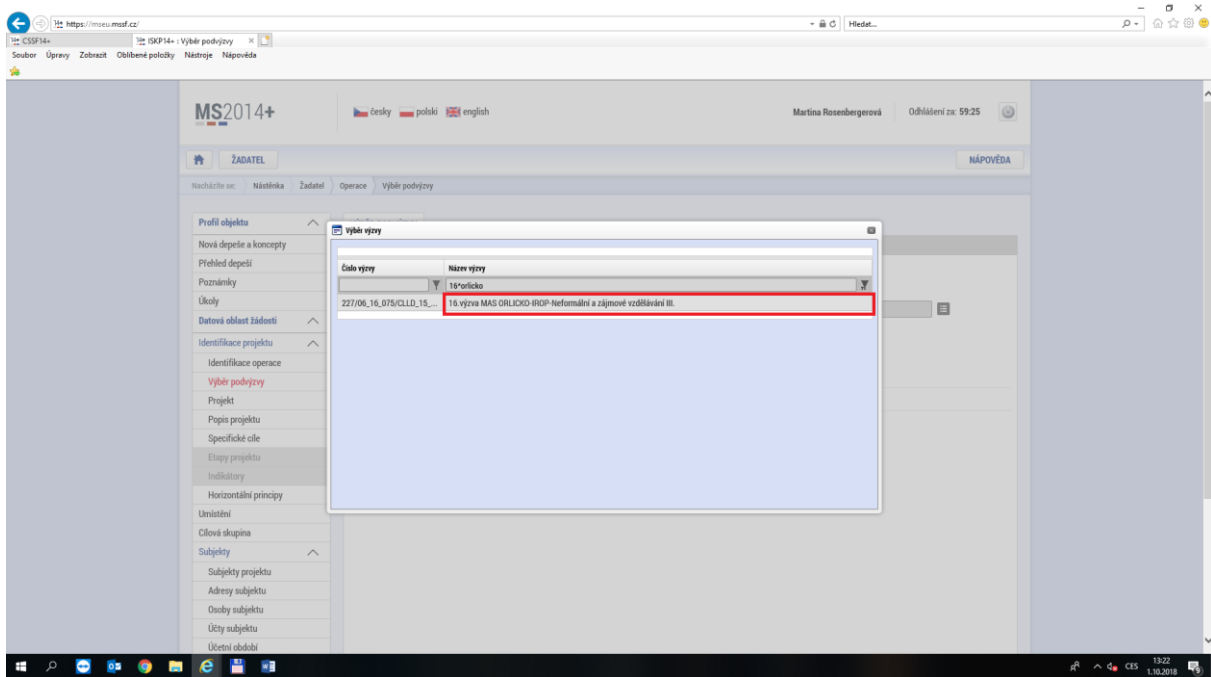 https://mseu.mssf.cz/
Hledat...
CSSF14+
ISKP14+ : Výběr podvýzvy
Soubor Úpravy Zobrazit Oblíbené položky Nástroje Nápověda
MS2014+
česky polski english
Martina Rosenbergerová
Odhlášení za: 59:25
ŽADATEL
NÁPOVĚDA
Nacházíte se: Nástěnka Žadatel Operace Výběr podvýzvy
Profil objektu
Nová depeše a koncepty
Přehled depeší
Poznámky
Úkoly
Datová oblast žádosti
Identifikace projektu
Identifikace operace
Výběr podvýzvy
Projekt
Popis projektu
Specifické cíle
Etapy projektu
Indikátory
Horizontální principy
Umístění
Cílová skupina
Subjekty
Subjekty projektu
Adresy subjektu
Osoby subjektu
Účty subjektu
Účetní období
Výběr výzvy
Číslo výzvy Název výzvy
16*orlicko
227/06_16_075/CLLD_15_... 16.výzva MAS ORLICKO-IROP-Neformální a zájmové vzdělávání III.
CES
13:22
1.10.2018